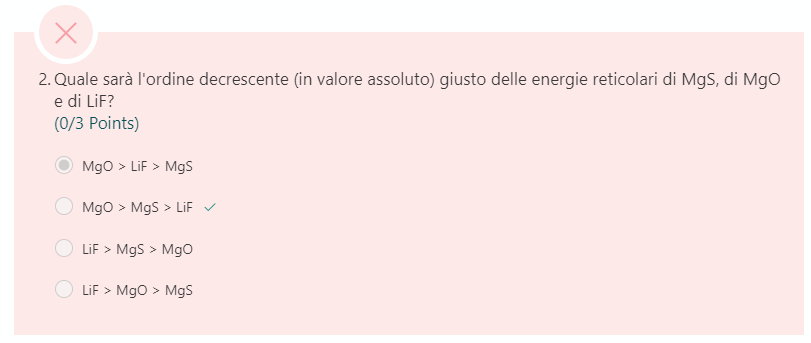 2. Quale sarà l'ordine decrescente (in valore assoluto) giusto delle energie reticolari di MgS, di MgO
e di LiF?
(0/3 Points)
MgO > LiF > MgS
MgO > MgS > LiF
LiF > MgS > MgO
LiF > MgO > MgS